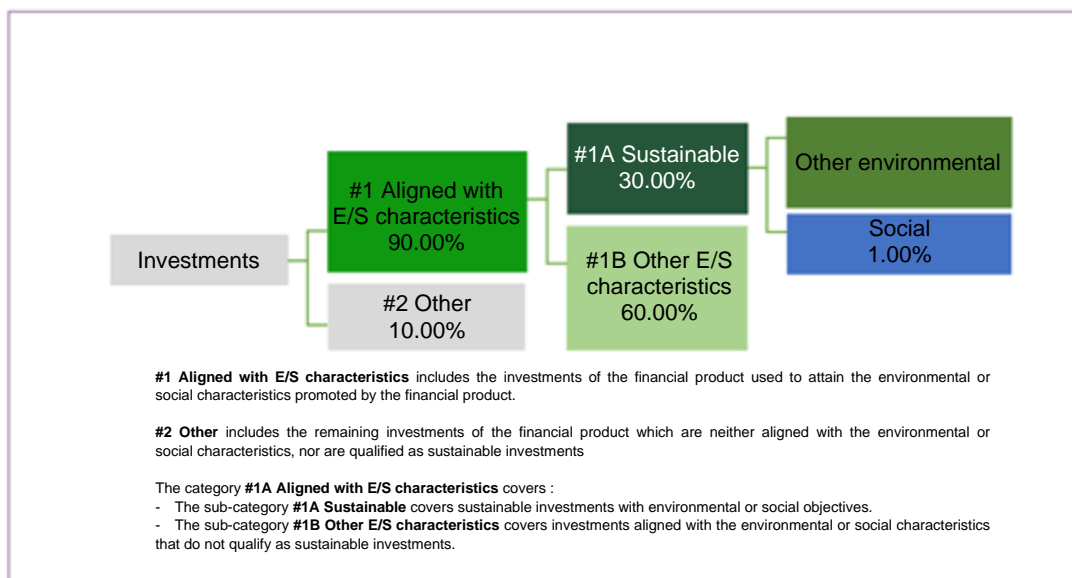 #1A Sustainable
30.00%
Other environmental
#1 Aligned with
E/S characteristics
90.00%
Social
1.00%
Investments
#1B Other E/S
characteristics
60.00%
#2 Other
10.00%
#1 Aligned with E/S characteristics includes the investments of the financial product used to attain the environmental or
social characteristics promoted by the financial product.
#2 Other includes the remaining investments of the financial product which are neither aligned with the environmental or
social characteristics, nor are qualified as sustainable investments
The category #1A Aligned with E/S characteristics covers :
- The sub-category #1A Sustainable covers sustainable investments with environmental or social objectives.
- The sub-category #1B Other E/S characteristics covers investments aligned with the environmental or social characteristics
that do not qualify as sustainable investments.